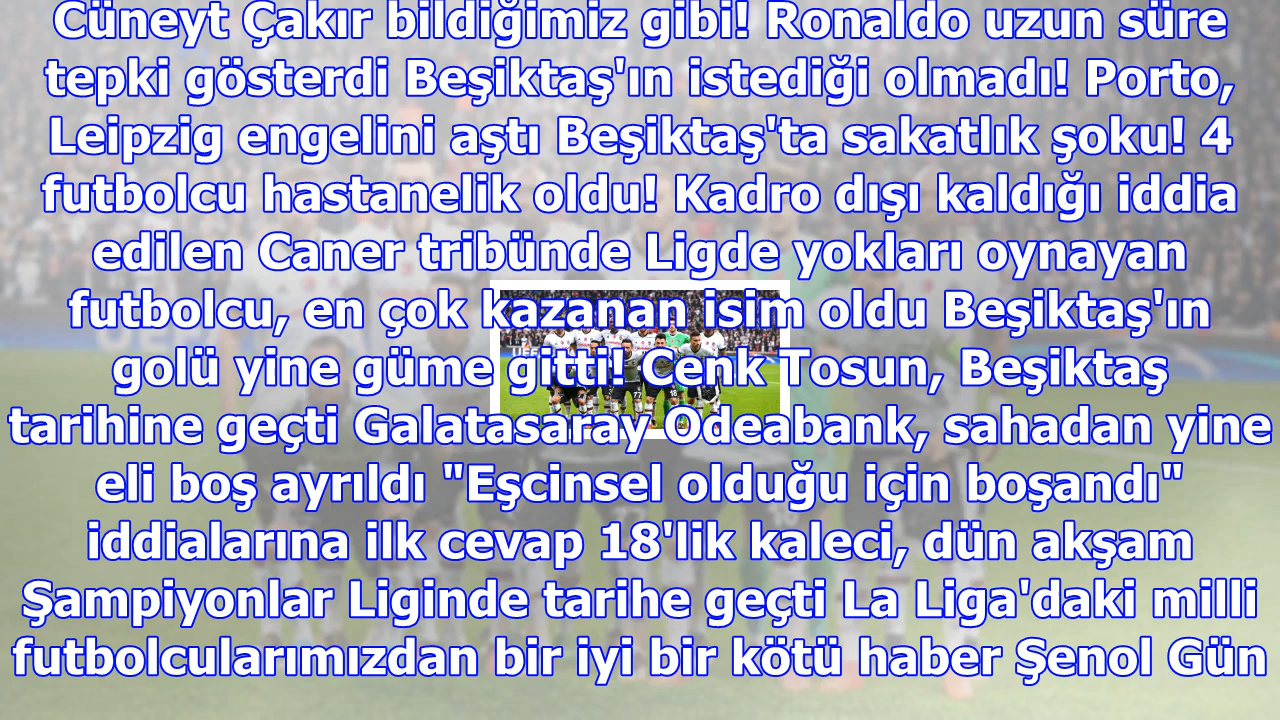 Cüneyt Çakır bildiğimiz gibi! Ronaldo uzun süre
tepki gösterdi Beşiktaş'ın istediği olmadı! Porto,
Leipzig engelini aştı Beşiktaş'ta sakatlık şoku! 4
futbolcu hastanelik oldu! Kadro dışı kaldığı iddia
edilen Caner tribünde Ligde yokları oynayan
futbolcu, en çok kazanan isim oldu Beşiktaş'ın
golü yine güme gitti! Cenk Tosun, Beşiktaş
tarihine geçti Galatasaray Odeabank, sahadan yine
eli boş ayrıldı "Eşcinsel olduğu için boşandı"
iddialarına ilk cevap 18'lik kaleci, dün akşam
Şampiyonlar Liginde tarihe geçti La Liga'daki milli
futbolcularımızdan bir iyi bir kötü haber Şenol Gün